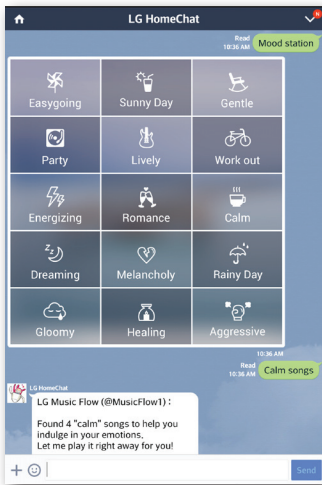 LG HomeChat
N
Read
10:36 AM
Mood station
Easygoing
Sunny Day
Gentle
Party
Lively
Work out
Energizing
Romance
Calm
Dreaming
Melancholy
Rainy Day
Gloomy
Healing
Aggressive
10:36 AM
Read
10:36 AM
Calm songs
LG HomeChat
LG Music Flow (@MusicFlow1) :
Found 4 "calm" songs to help you
indulge in your emotions,
Let me play it right away for you!
Send